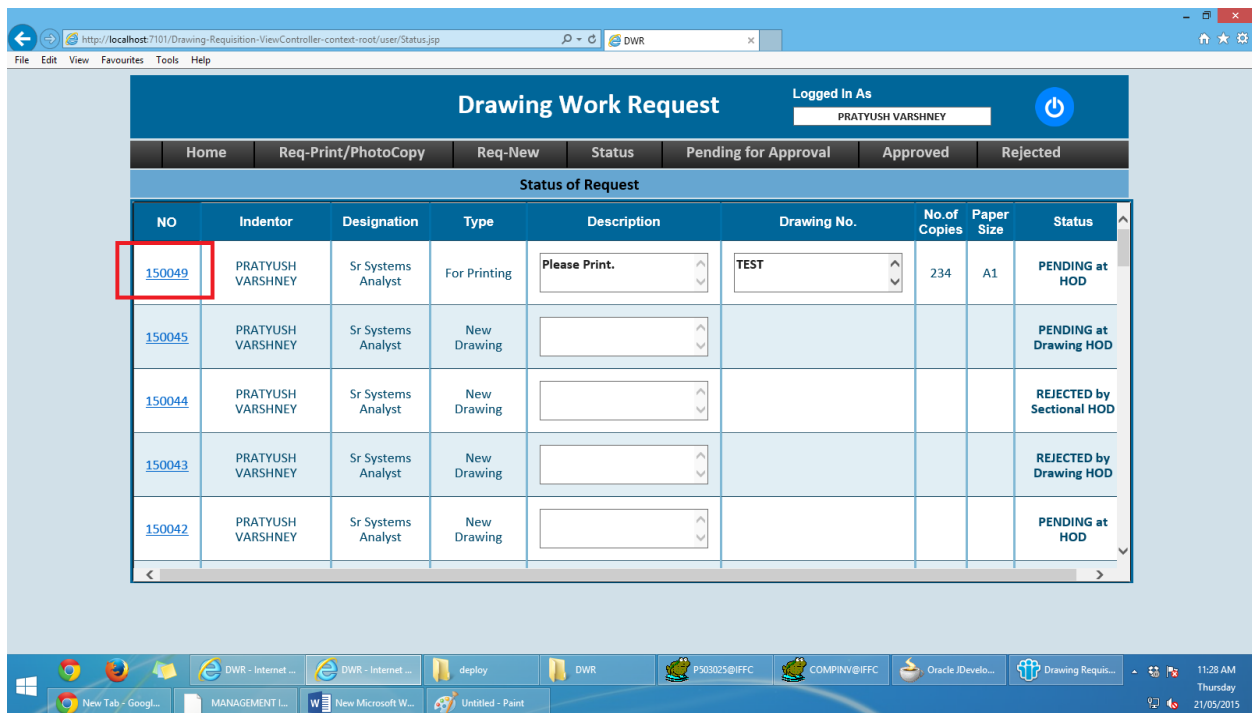 http://localhost:7101/Drawing-Requisition-ViewController-context-root/user/Status.jsp
DWR
File Edit View Favourites Tools Help
Drawing Work Request
Logged In As
PRATYUSH VARSHNEY
Home Req-Print/PhotoCopy Req-New Status Pending for Approval Approved Rejected
Status of Request
NO Indentor Designation Type Description Drawing No. No.of Copies Paper Size Status
150049 PRATYUSH VARSHNEY Sr Systems Analyst For Printing Please Print. TEST 234 A1 PENDING at HOD
150045 PRATYUSH VARSHNEY Sr Systems Analyst New Drawing PENDING at Drawing HOD
150044 PRATYUSH VARSHNEY Sr Systems Analyst New Drawing REJECTED by Sectional HOD
150043 PRATYUSH VARSHNEY Sr Systems Analyst New Drawing REJECTED by Drawing HOD
150042 PRATYUSH VARSHNEY Sr Systems Analyst New Drawing PENDING at HOD
DWR - Internet ... DWR - Internet ... deploy DWR P503025@IFFC COMPINV@IFFC Oracle JDevelo... Drawing Requis... 11:28 AM
Thursday
New Tab - Googl... MANAGEMENT I... New Microsoft W... Untitled - Paint 21/05/2015